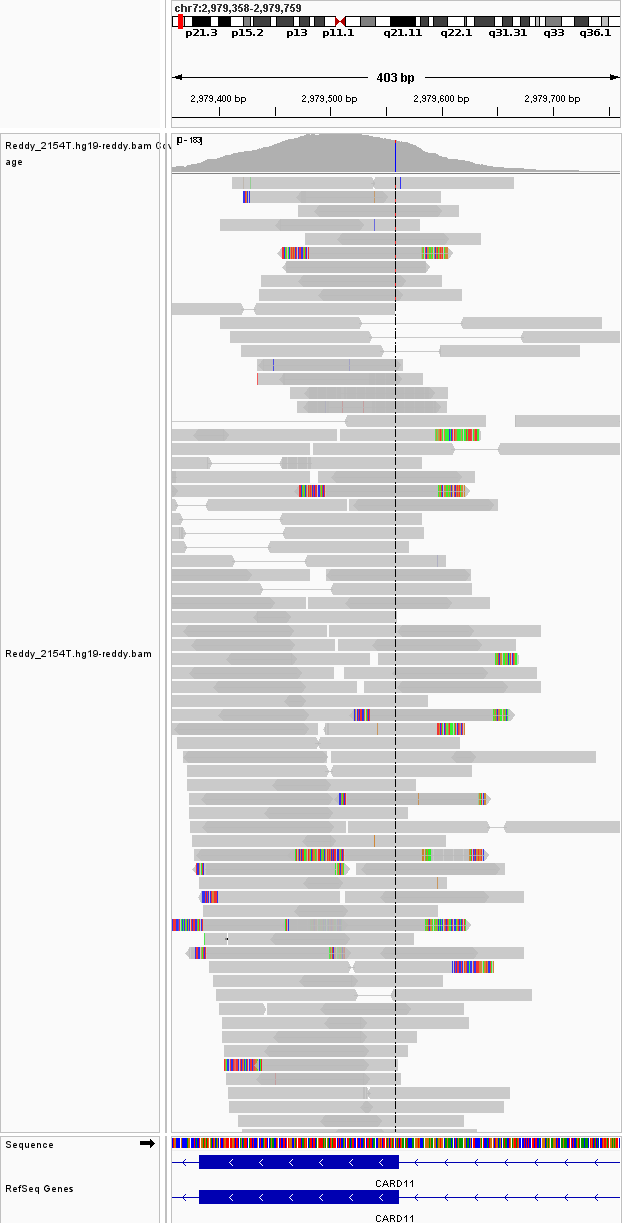 chr7:2,979,358-2,979,759
p21.3 p15.2 p13 p11.1 q21.11 q22.1 q31.31 q33 q36.1
403 bp
2,979,400 bp 2,979,500 bp 2,979,600 bp 2,979,700 bp
[0 - 183]
Reddy_2154T.hg19-reddy.bam Cov
age
Reddy_2154T.hg19-reddy.bam
Sequence
CARD11
RefSeq Genes
CARD11